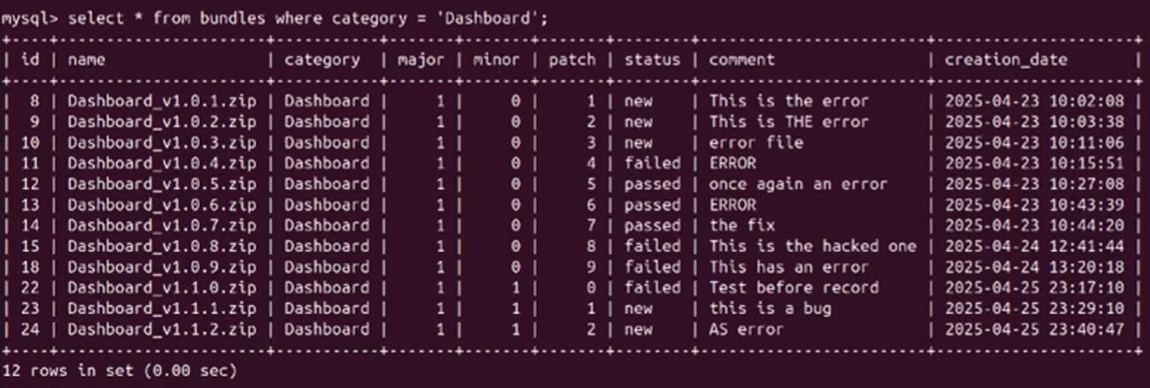 mysql> select * from bundles where category = 'Dashboard';
+----+----------------------+-----------+-------+-------+-------+--------+------------------------+---------------------+
| id | name | category | major | minor | patch | status | comment | creation_date |
+----+----------------------+-----------+-------+-------+-------+--------+------------------------+---------------------+
| 8 | Dashboard_v1.0.1.zip | Dashboard | 1 | 0 | 1 | new | This is the error | 2025-04-23 10:02:08 |
| 9 | Dashboard_v1.0.2.zip | Dashboard | 1 | 0 | 2 | new | This is THE error | 2025-04-23 10:03:38 |
| 10 | Dashboard_v1.0.3.zip | Dashboard | 1 | 0 | 3 | new | error file | 2025-04-23 10:11:06 |
| 11 | Dashboard_v1.0.4.zip | Dashboard | 1 | 0 | 4 | failed | ERROR | 2025-04-23 10:15:51 |
| 12 | Dashboard_v1.0.5.zip | Dashboard | 1 | 0 | 5 | passed | once again an error | 2025-04-23 10:27:08 |
| 13 | Dashboard_v1.0.6.zip | Dashboard | 1 | 0 | 6 | passed | ERROR | 2025-04-23 10:43:39 |
| 14 | Dashboard_v1.0.7.zip | Dashboard | 1 | 0 | 7 | passed | the fix | 2025-04-23 10:44:20 |
| 15 | Dashboard_v1.0.8.zip | Dashboard | 1 | 0 | 8 | failed | This is the hacked one | 2025-04-24 12:41:44 |
| 18 | Dashboard_v1.0.9.zip | Dashboard | 1 | 0 | 9 | failed | This has an error | 2025-04-24 13:20:18 |
| 22 | Dashboard_v1.1.0.zip | Dashboard | 1 | 1 | 0 | failed | Test before record | 2025-04-25 23:17:10 |
| 23 | Dashboard_v1.1.1.zip | Dashboard | 1 | 1 | 1 | new | this is a bug | 2025-04-25 23:29:10 |
| 24 | Dashboard_v1.1.2.zip | Dashboard | 1 | 1 | 2 | new | AS error | 2025-04-25 23:40:47 |
+----+----------------------+-----------+-------+-------+-------+--------+------------------------+---------------------+
12 rows in set (0.00 sec)